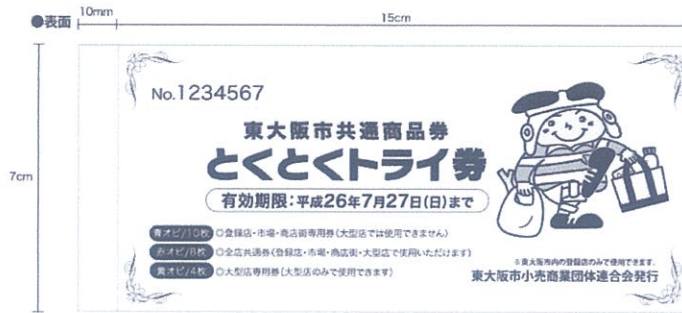 ●表面
10mm
15cm
7cm
No.1234567
東大阪市共通商品券
とくとくトライ券
有効期限:平成26年7月27日(日)まで
青オビ/10枚 ◎登録店・市場・商店街専用券(大型店では使用できません)
赤オビ/8枚 ◎全店共通券(登録店・市場・商店街・大型店で使用いただけます)
黄オビ/4枚 ◎大型店専用券(大型店のみで使用できます)
※東大阪市内の登録店のみで使用できます。
東大阪市小売商業団体連合会発行